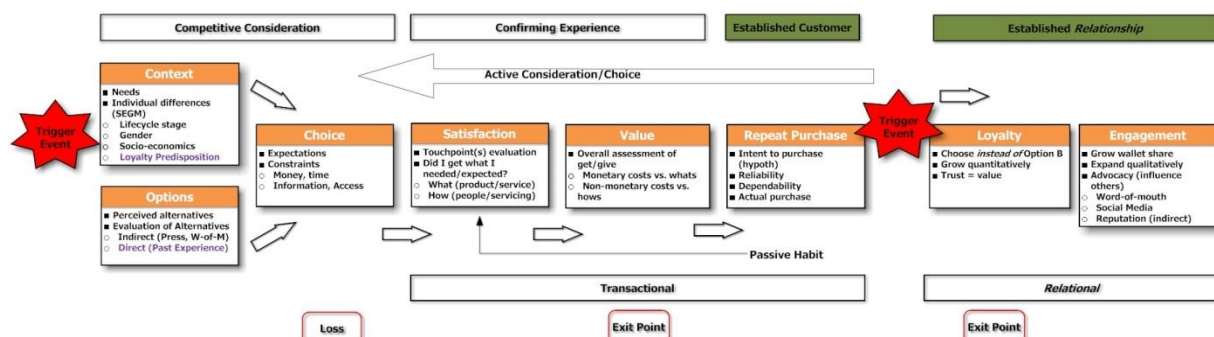 Competitive Consideration
Confirming Experience
Established Customer
Established Relationship
Active Consideration/Choice
Trigger
Event
Context
■ Needs
■ Individual differences
(SEGM)
○ Lifecycle stage
○ Gender
○ Socio-economics
○ Loyalty Predisposition
Options
■ Perceived alternatives
■ Evaluation of Alternatives
○ Indirect (Press, W-of-M)
○ Direct (Past Experience)
Choice
■ Expectations
■ Constraints
○ Money, time
○ Information, Access
Satisfaction
■ Touchpoint(s) evaluation
■ Did I get what I
needed/expected?
○ What (product/service)
○ How (people/servicing)
Value
■ Overall assessment of
get/give
○ Monetary costs vs. whats
○ Non-monetary costs vs.
hows
Repeat Purchase
■ Intent to purchase
(hypoth)
■ Reliability
■ Dependability
■ Actual purchase
Trigger
Event
Loyalty
■ Choose instead of Option B
■ Grow quantitatively
■ Trust = value
Engagement
■ Grow wallet share
■ Expand qualitatively
■ Advocacy (influence
others)
○ Word-of-mouth
○ Social Media
○ Reputation (indirect)
Passive Habit
Transactional
Relational
Loss
Exit Point
Exit Point